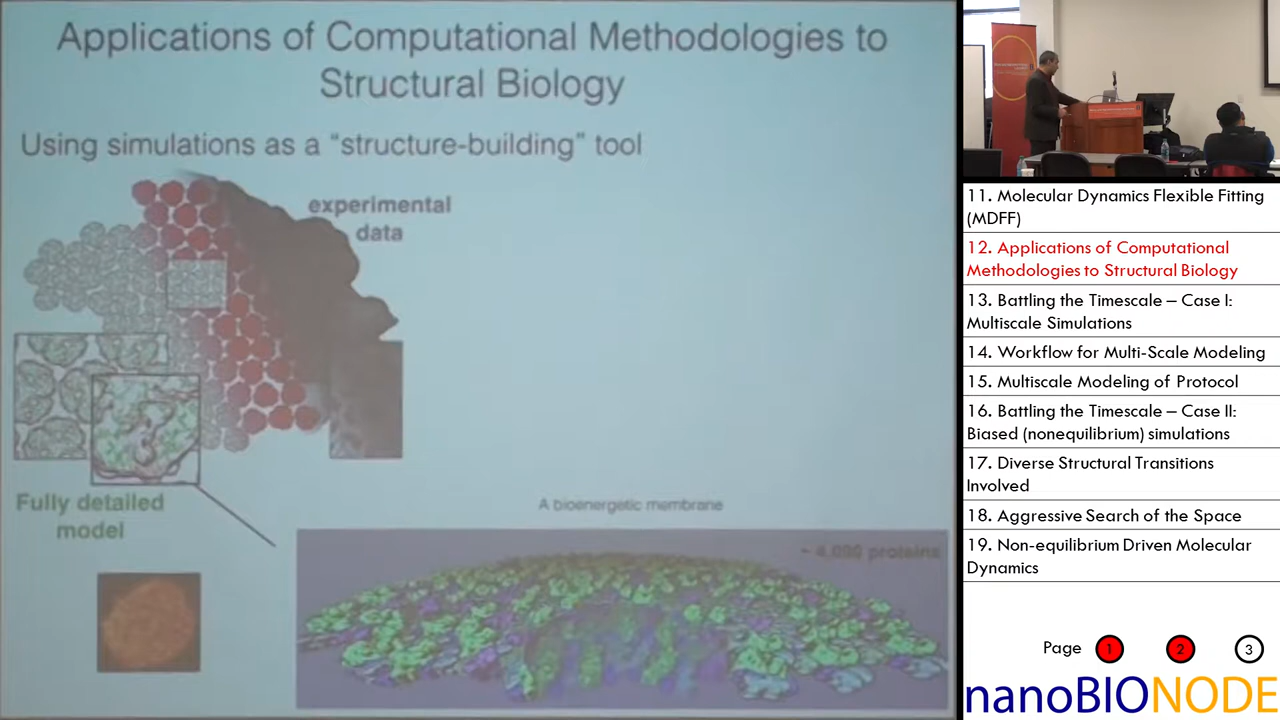 Applications of Computational Methodologies to
Structural Biology
Using simulations as a “structure-building” tool
experimental
data
Fully detailed
model
A bioenergetic membrane
~ 4,000 proteins
11. Molecular Dynamics Flexible Fitting
(MDFF)
12. Applications of Computational
Methodologies to Structural Biology
13. Battling the Timescale – Case I:
Multiscale Simulations
14. Workflow for Multi-Scale Modeling
15. Multiscale Modeling of Protocol
16. Battling the Timescale – Case II:
Biased (nonequilibrium) simulations
17. Diverse Structural Transitions
Involved
18. Aggressive Search of the Space
19. Non-equilibrium Driven Molecular
Dynamics
Page 1 2 3
nanoBIONODE